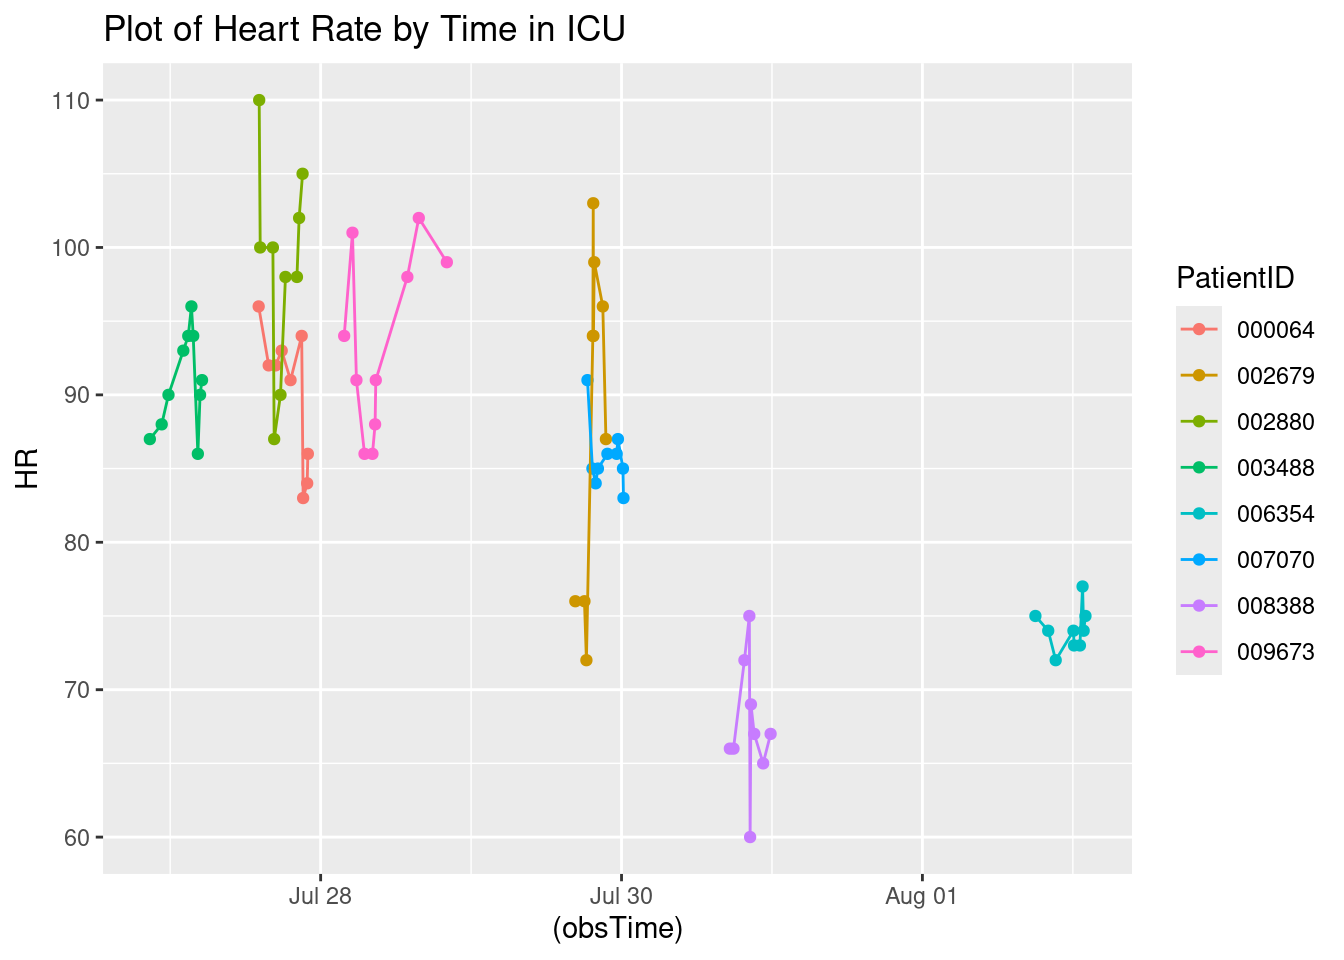 Plot of Heart Rate by Time in ICU
110
100
90
80
70
60
HR
Jul 28
Jul 30
Aug 01
(obsTime)
PatientID
000064
002679
002880
003488
006354
007070
008388
009673